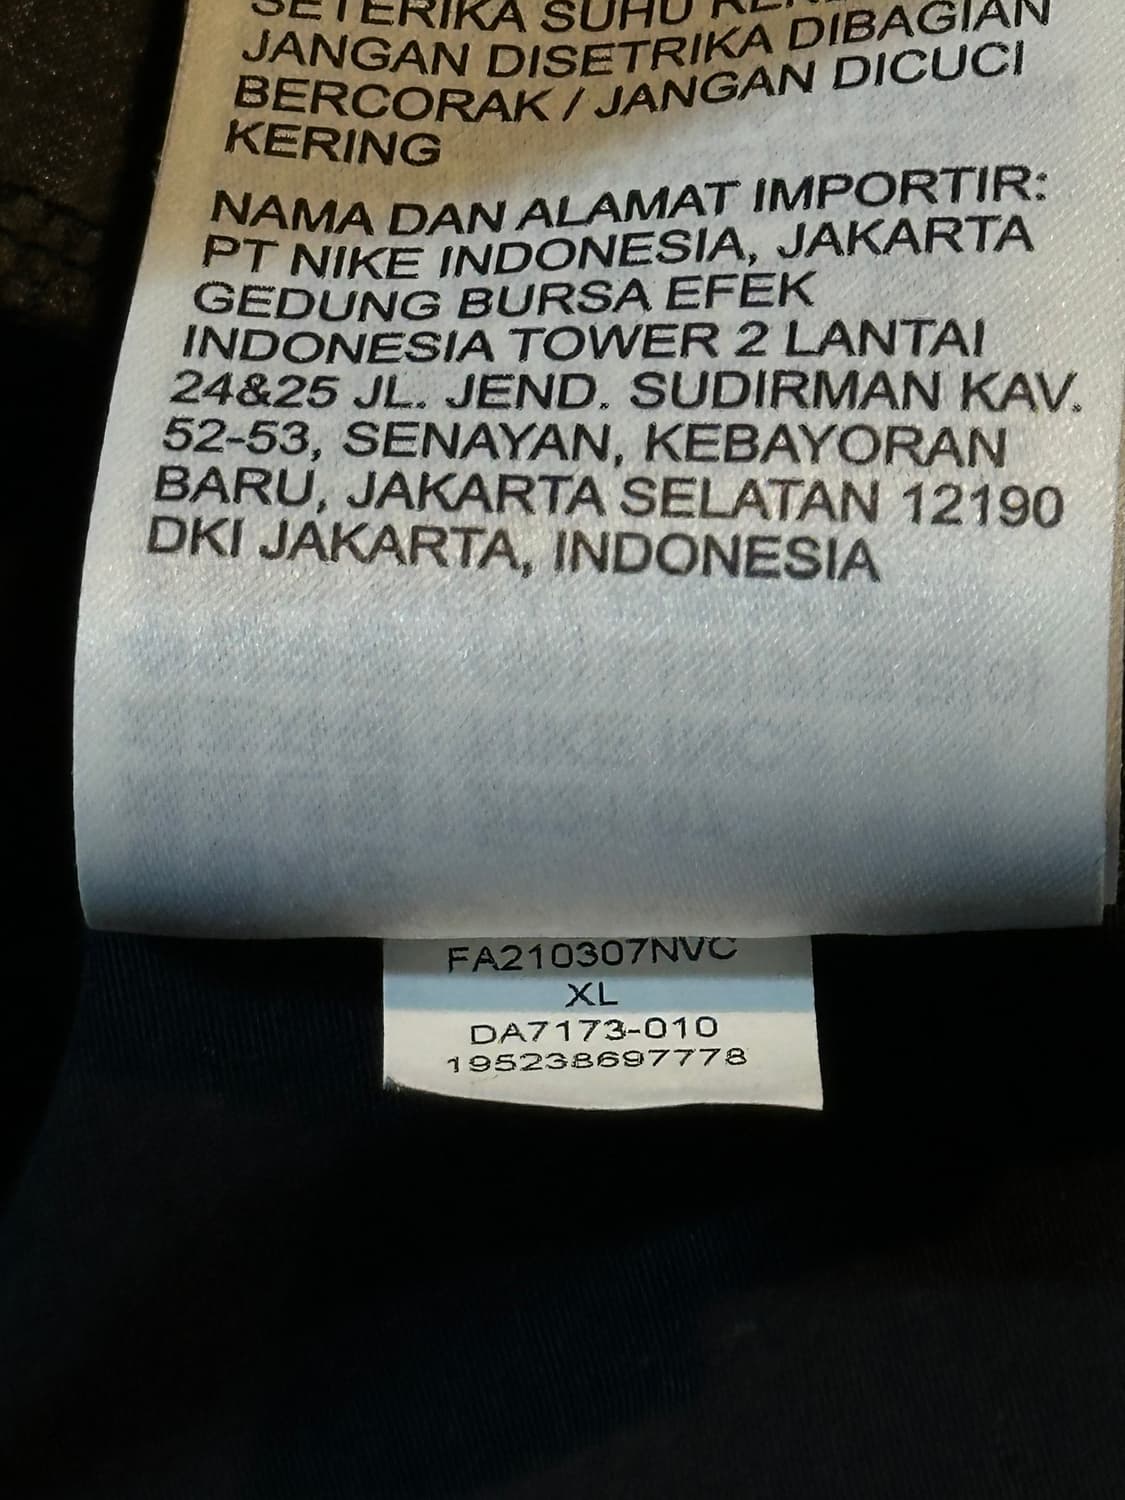 SETERIKA SUHU
JANGAN DISETRIKA DIBAGIAN
BERCORAK / JANGAN DICUCI
KERING
NAMA DAN ALAMAT IMPORTIR:
PT NIKE INDONESIA, JAKARTA
GEDUNG BURSA EFEK
INDONESIA TOWER 2 LANTAI
24&25 JL. JEND. SUDIRMAN KAV.
52-53, SENAYAN, KEBAYORAN
BARU, JAKARTA SELATAN 12190
DKI JAKARTA, INDONESIA
FA210307NVC
XL
DA7173-010
195238697778